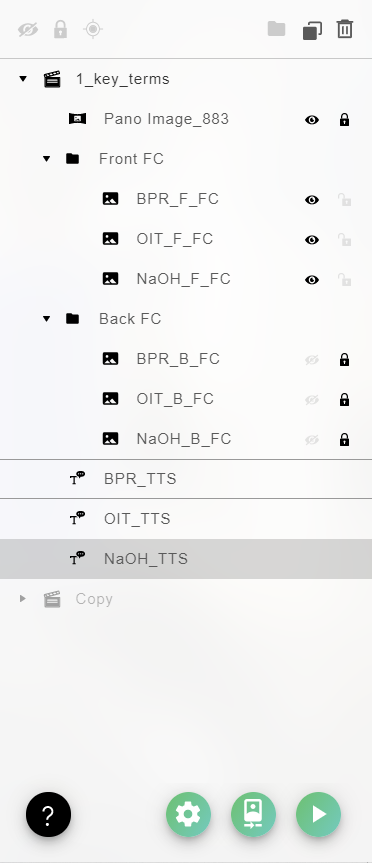 1_key_terms
Pano Image_883
Front FC
BPR_F_FC
OIT_F_FC
NaOH_F_FC
Back FC
BPR_B_FC
OIT_B_FC
NaOH_B_FC
BPR_TTS
OIT_TTS
NaOH_TTS
Copy
?